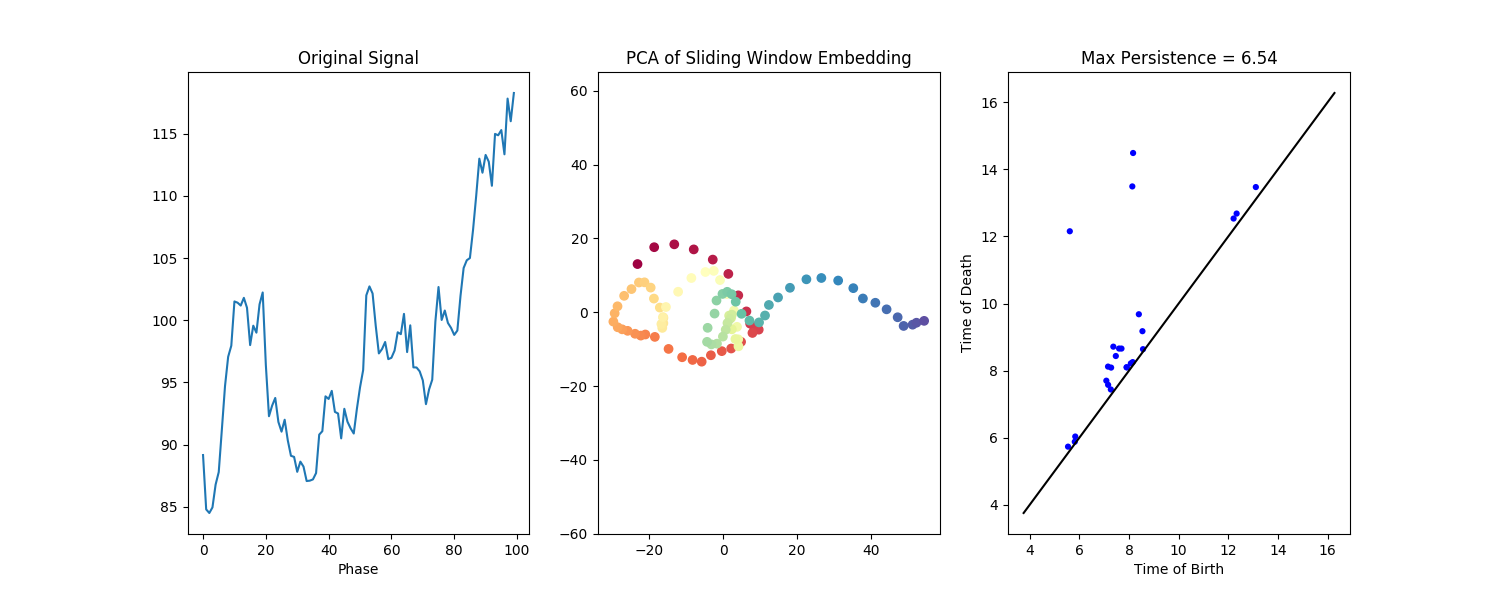 Original Signal
115
110
105
100
95
90
85
0 20 40 60 80 100
Phase
PCA of Sliding Window Embedding
60
40
20
0
−20
−40
−60
−20 0 20 40
Max Persistence = 6.54
16
14
12
10
8
6
4
Time of Death
4 6 8 10 12 14 16
Time of Birth